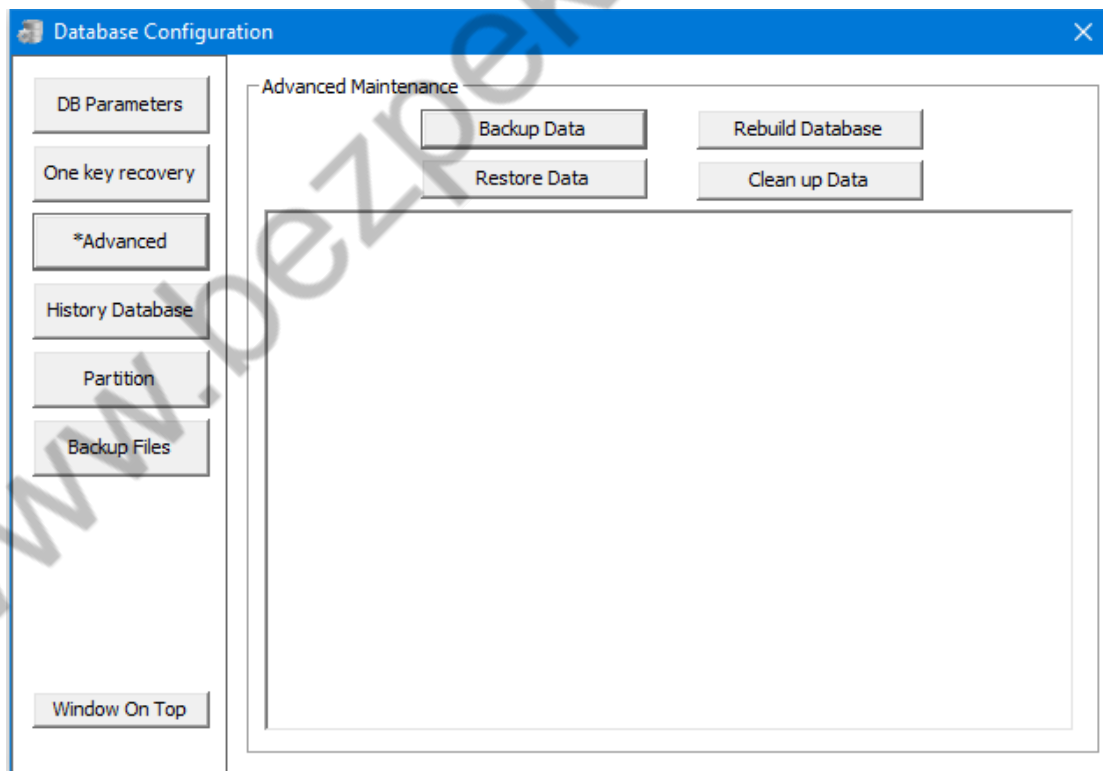 Database Configuration
DB Parameters
One key recovery
*Advanced
History Database
Partition
Backup Files
Window On Top
Advanced Maintenance
Backup Data
Rebuild Database
Restore Data
Clean up Data
www.bezpek